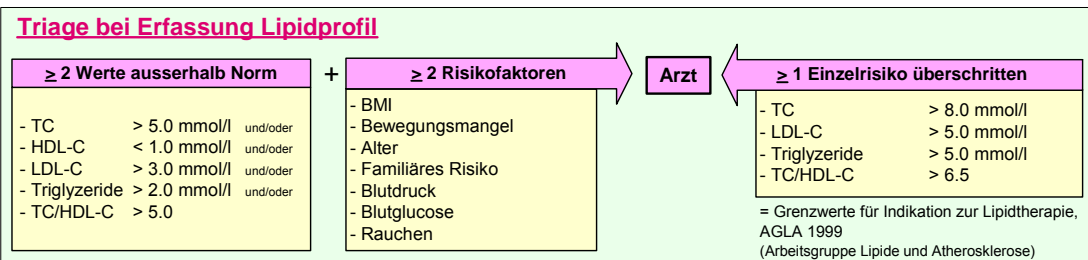 Triage bei Erfassung Lipidprofil
≥ 2 Werte ausserhalb Norm
- TC > 5.0 mmol/l und/oder
- HDL-C < 1.0 mmol/l und/oder
- LDL-C > 3.0 mmol/l und/oder
- Triglyzeride > 2.0 mmol/l und/oder
- TC/HDL-C > 5.0
+
≥ 2 Risikofaktoren
- BMI
- Bewegungsmangel
- Alter
- Familiäres Risiko
- Blutdruck
- Blutglucose
- Rauchen
Arzt
≥ 1 Einzelrisiko überschritten
- TC > 8.0 mmol/l
- LDL-C > 5.0 mmol/l
- Triglyzeride > 5.0 mmol/l
- TC/HDL-C > 6.5
= Grenzwerte für Indikation zur Lipidtherapie,
AGLA 1999
(Arbeitsgruppe Lipide und Atherosklerose)